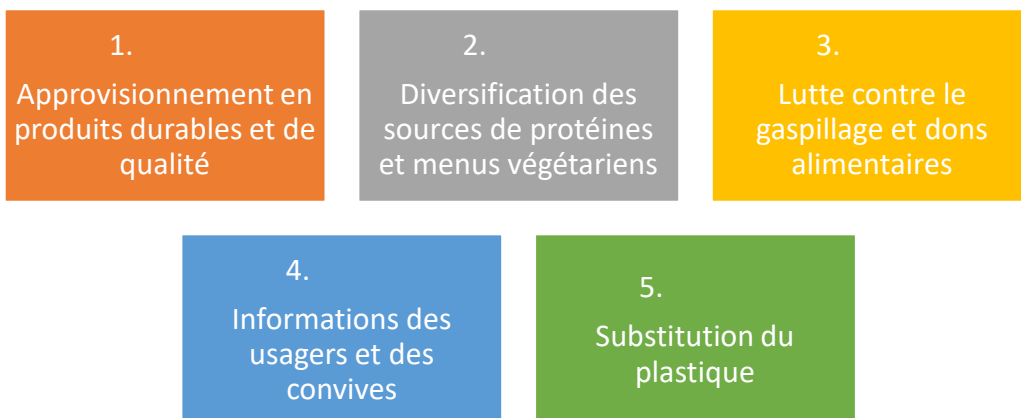 1.
Approvisionnement en
produits durables et de
qualité
2.
Diversification des
sources de protéines
et menus végétariens
3.
Lutte contre le
gaspillage et dons
alimentaires
4.
Informations des
usagers et des
convives
5.
Substitution du
plastique